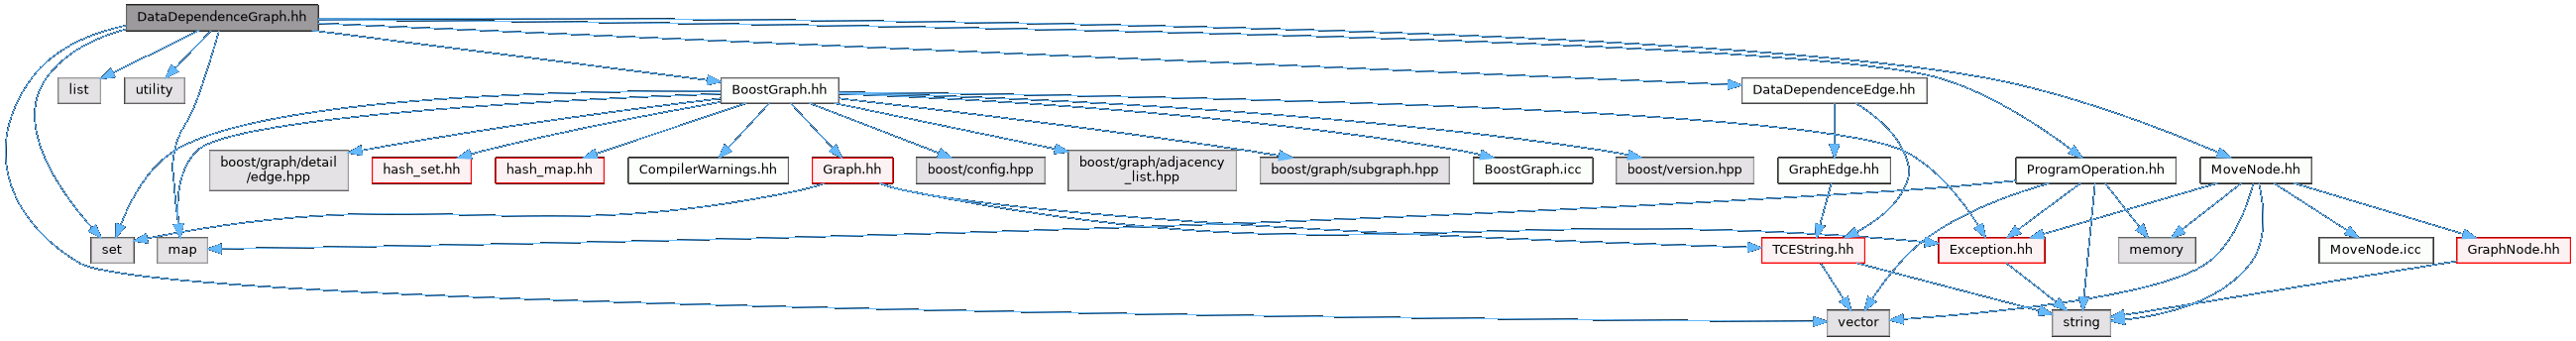 DataDependenceGraph.hh
list
utility
BoostGraph.hh
DataDependenceEdge.hh
boost/graph/detail
/edge.hpp
hash_set.hh
hash_map.hh
CompilerWarnings.hh
Graph.hh
boost/config.hpp
boost/graph/adjacency
_list.hpp
boost/graph/subgraph.hpp
BoostGraph.icc
boost/version.hpp
GraphEdge.hh
ProgramOperation.hh
MoveNode.hh
set
map
TCEString.hh
Exception.hh
memory
MoveNode.icc
GraphNode.hh
vector
string